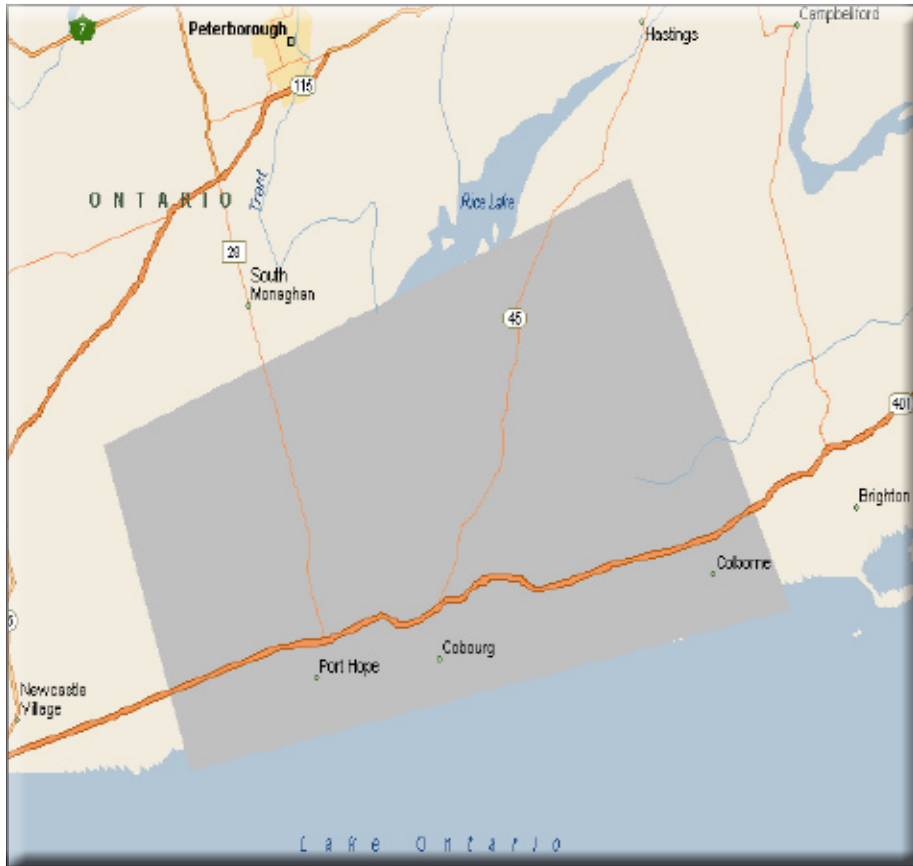 7
Peterborough
Campbellford
Hastings
115
ONTARIO
Trent
Rice Lake
28
South
Monaghan
45
401
Brighton
Colborne
Cobourg
Port Hope
Newcastle
Village
Lake Ontario